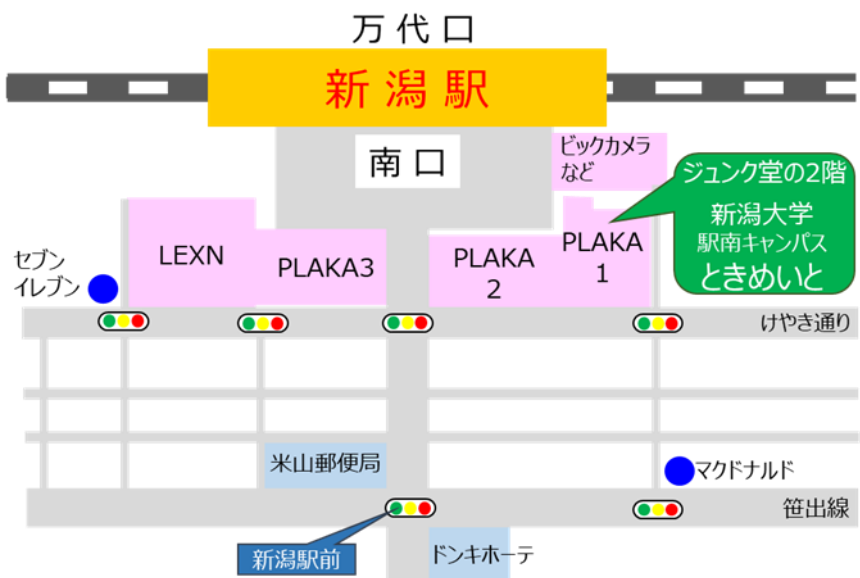 万代口
新潟駅
南口
ビックカメラ
など
ジュンク堂の2階
新潟大学
駅南キャンパス
ときめいと
LEXN
PLAKA3
PLAKA
2
PLAKA
1
セブン
イレブン
けやき通り
米山郵便局
マクドナルド
笹出線
新潟駅前
ドンキホーテ